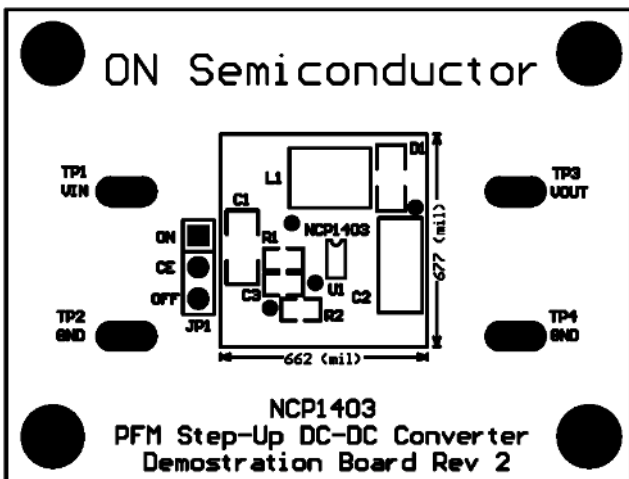 ON Semiconductor
TP1
VIN
TP3
VOUT
D1
L1
C1
NCP1403
ON
R1
677 (mil)
CE
U1
C3
C2
OFF
R2
JP1
TP2
GND
TP4
GND
662 (mil)
NCP1403
PFM Step-Up DC-DC Converter
Demostration Board Rev 2